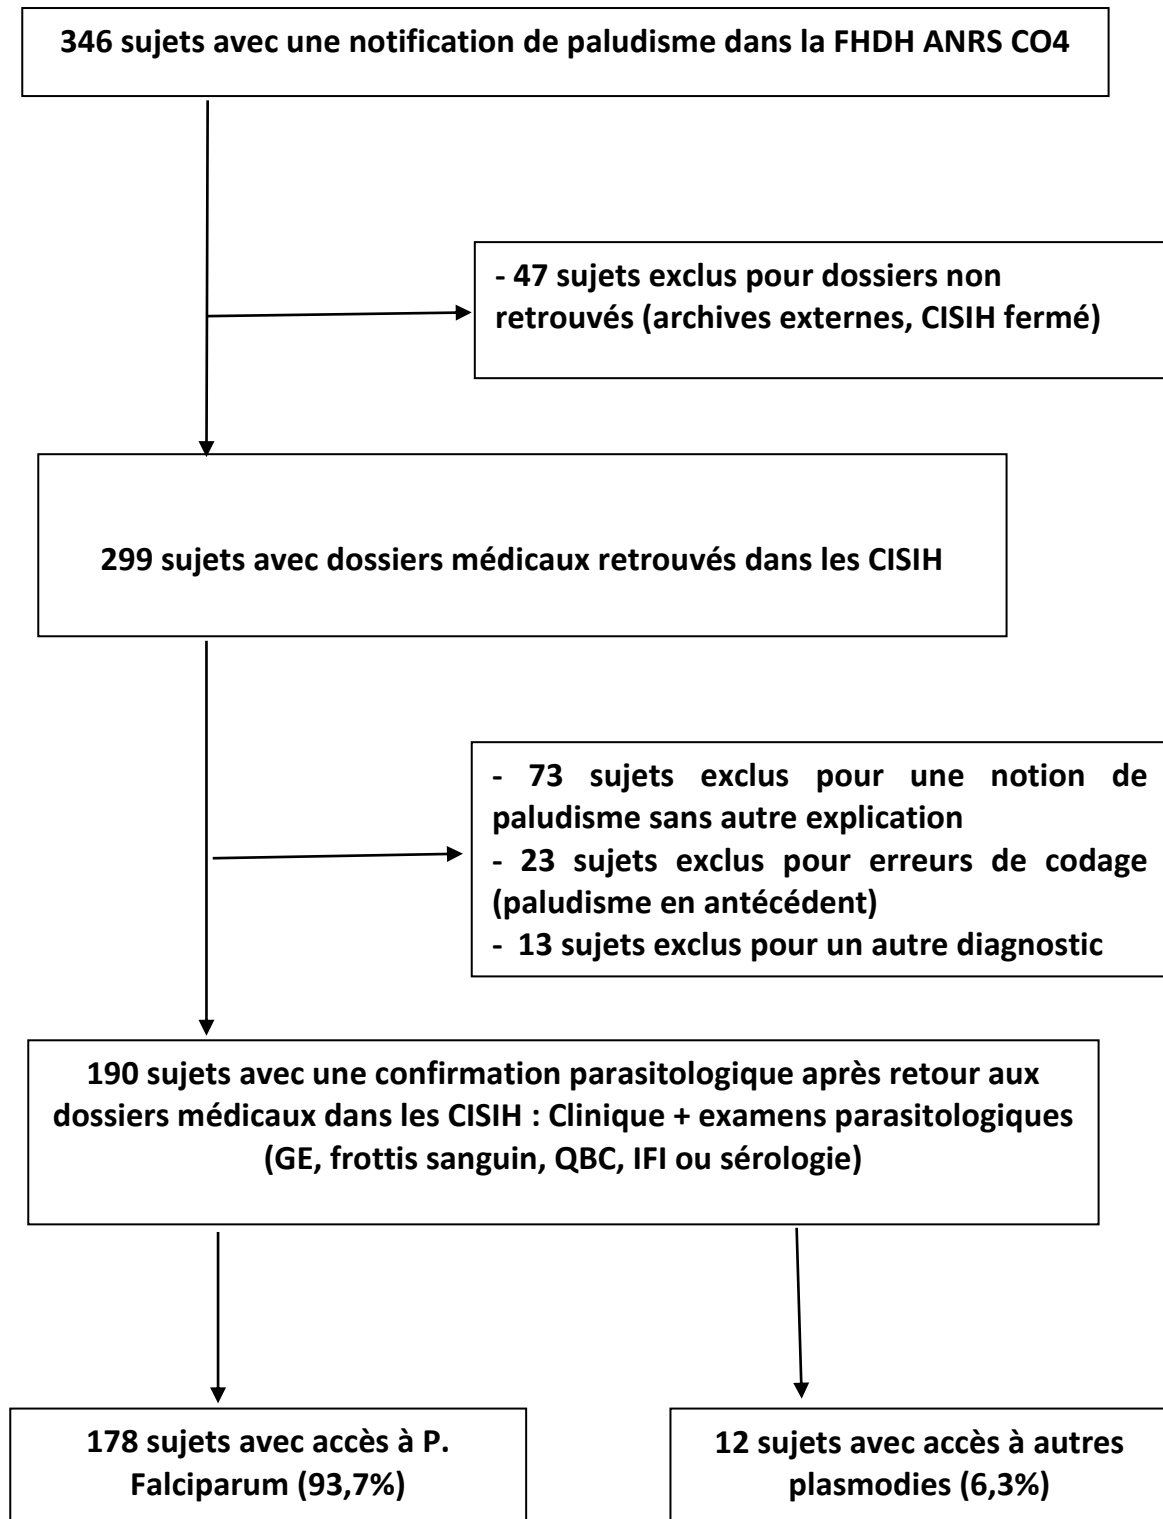 346 sujets avec une notification de paludisme dans la FHDH ANRS CO4
- 47 sujets exclus pour dossiers non
retrouvés (archives externes, CISIH fermé)
299 sujets avec dossiers médicaux retrouvés dans les CISIH
- 73 sujets exclus pour une notion de
paludisme sans autre explication
- 23 sujets exclus pour erreurs de codage
(paludisme en antécédent)
- 13 sujets exclus pour un autre diagnostic
190 sujets avec une confirmation parasitologique après retour aux
dossiers médicaux dans les CISIH : Clinique + examens parasitologiques
(GE, frottis sanguin, QBC, IFI ou sérologie)
178 sujets avec accès à P.
Falciparum (93,7%)
12 sujets avec accès à autres
plasmodies (6,3%)